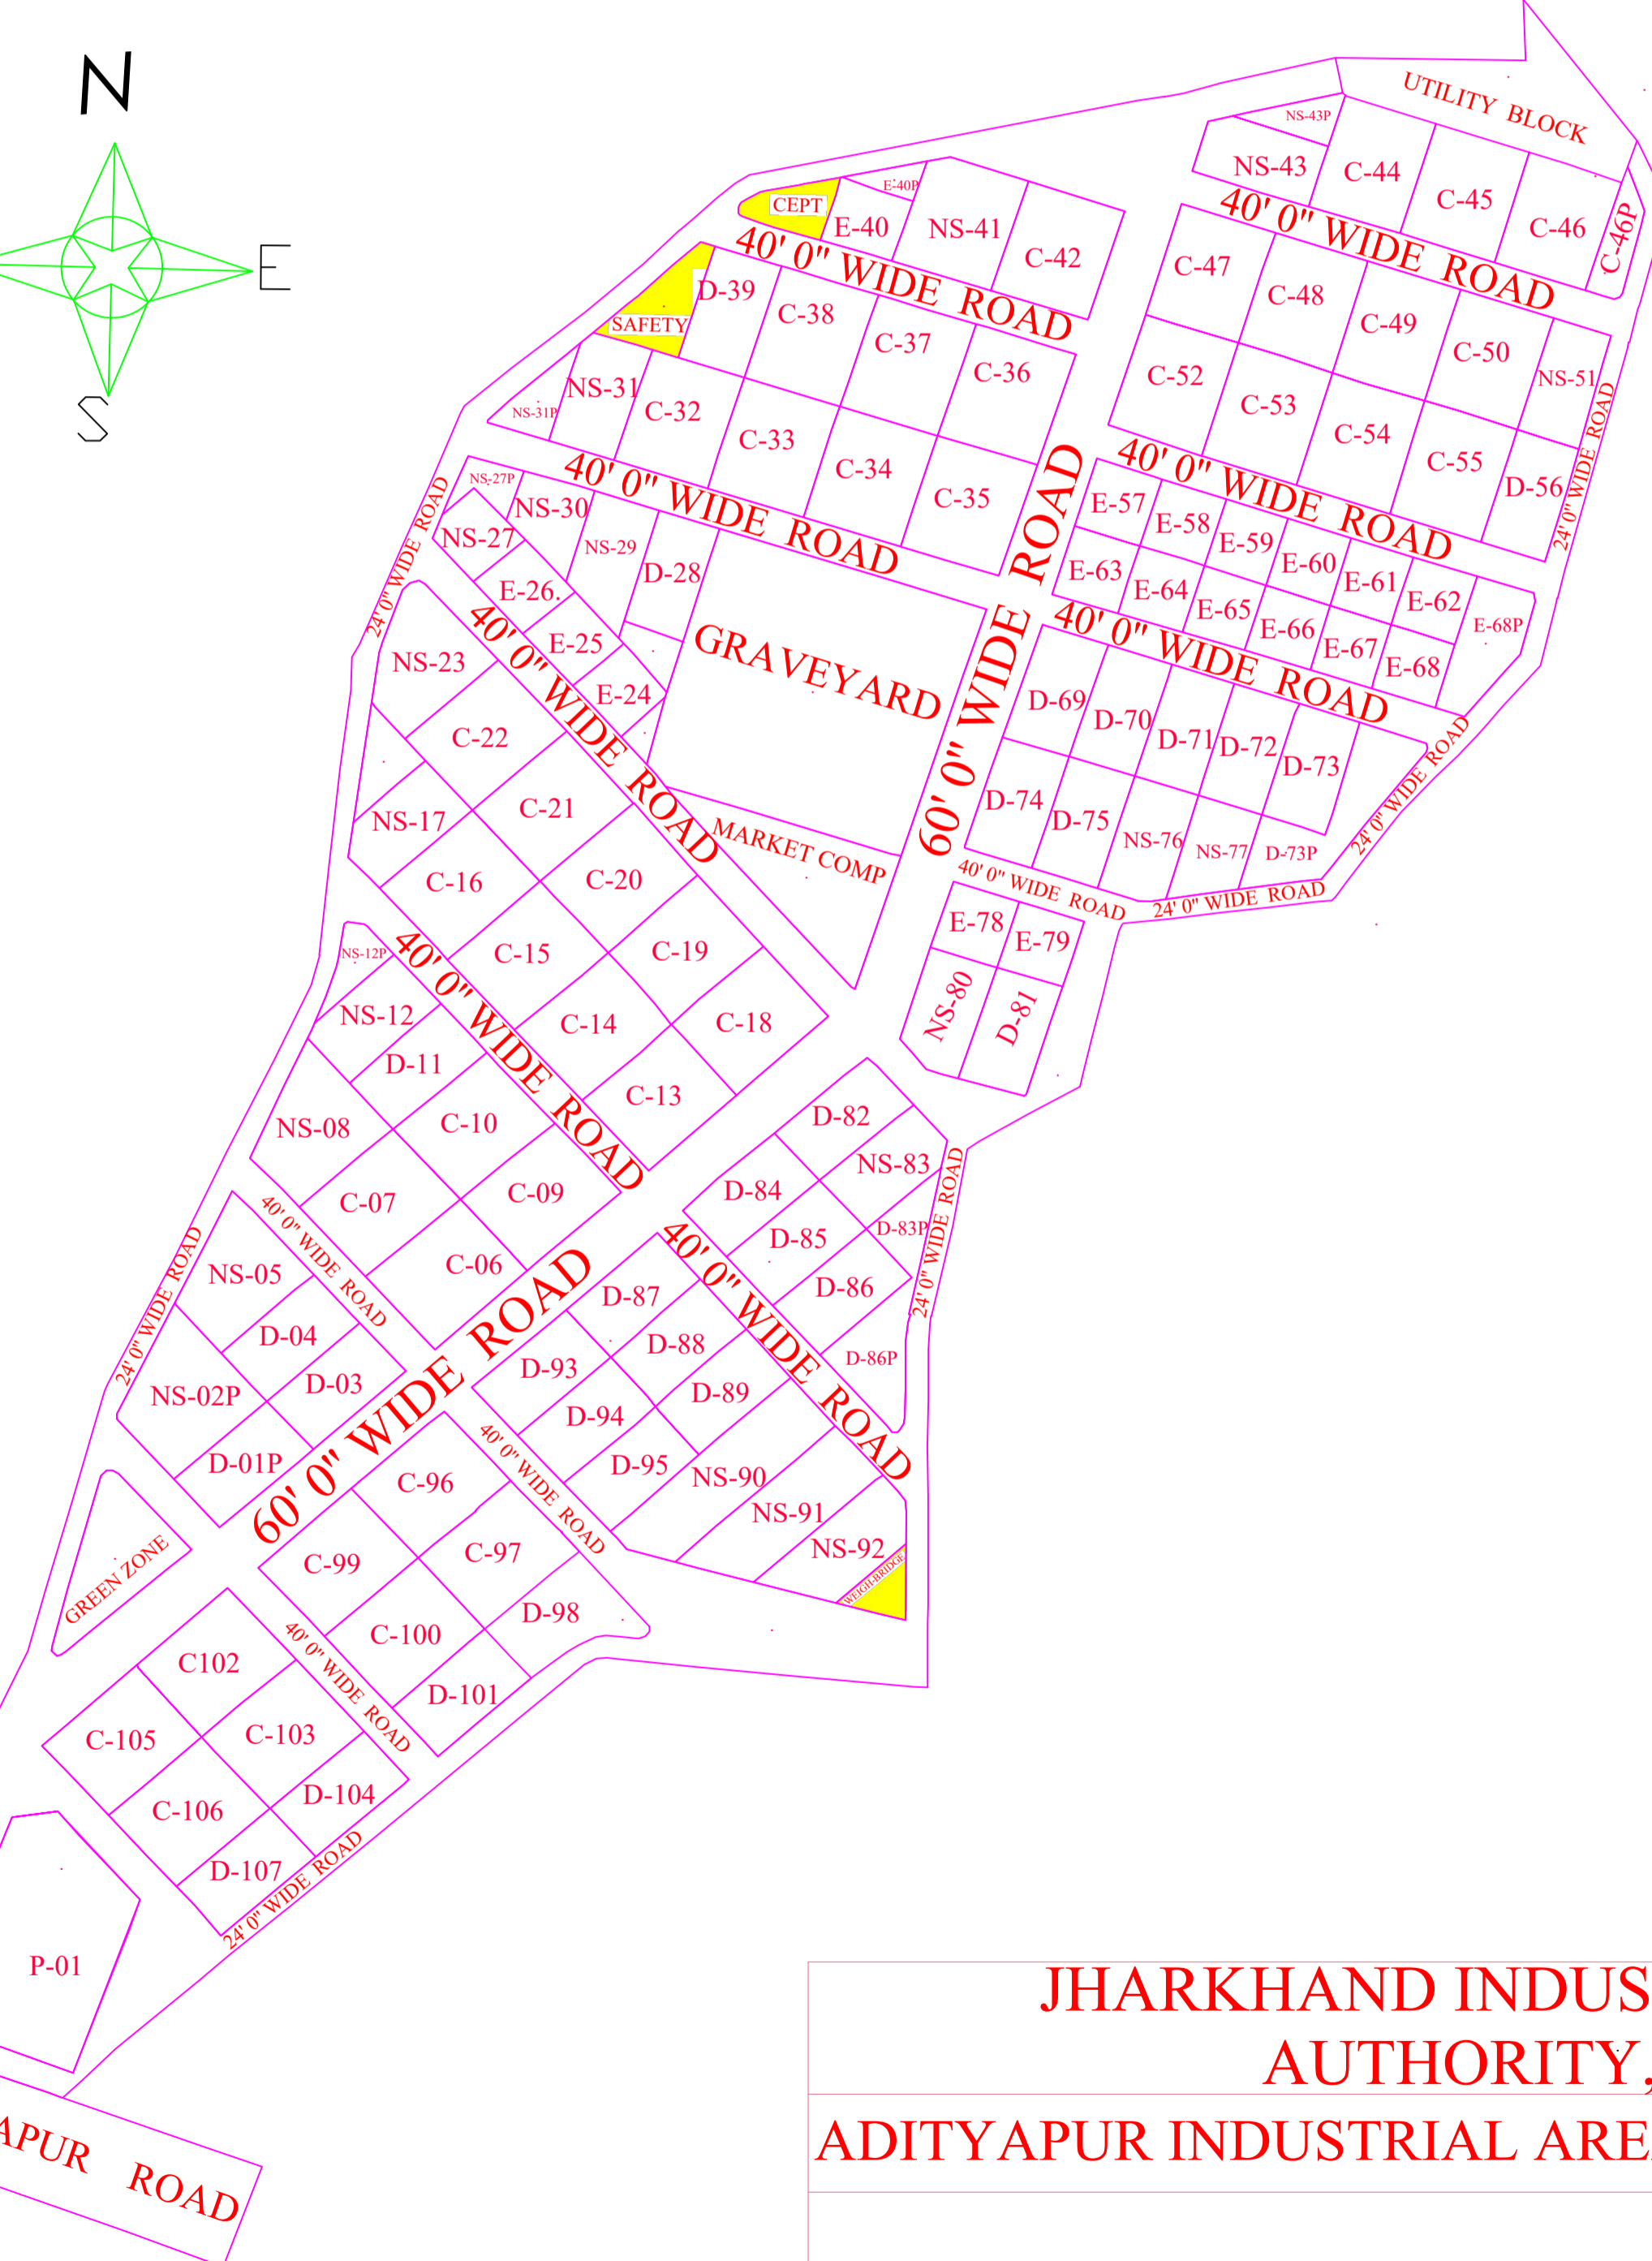 N
E
S
UTILITY BLOCK
NS-43P
NS-43
C-44
C-45
C-46
C-46P
40' 0" WIDE ROAD
CEPT
E-40P
E-40
NS-41
C-42
40' 0" WIDE ROAD
SAFETY
D-39
C-38
C-37
C-36
C-47
C-48
C-49
C-50
NS-51
NS-31P
NS-31
C-32
C-33
C-34
C-35
C-52
C-53
C-54
C-55
D-56
24' 0" WIDE ROAD
40' 0" WIDE ROAD
40' 0" WIDE ROAD
60' 0" WIDE ROAD
24' 0" WIDE ROAD
NS-27P
NS-27
NS-30
NS-29
D-28
E-26.
E-25
E-24
GRAVEYARD
E-57
E-58
E-59
E-60
E-61
E-62
E-68P
E-63
E-64
E-65
E-66
E-67
E-68
40' 0" WIDE ROAD
40' 0" WIDE ROAD
NS-23
C-22
C-21
C-20
C-19
C-18
NS-17
C-16
C-15
C-14
C-13
MARKET COMP
D-69
D-70
D-71
D-72
D-73
D-74
D-75
NS-76
NS-77
D-73P
24' 0" WIDE ROAD
40' 0" WIDE ROAD
24' 0" WIDE ROAD
E-78
E-79
NS-80
D-81
NS-12P
40' 0" WIDE ROAD
NS-12
D-11
C-10
C-09
NS-08
C-07
C-06
D-82
NS-83
D-83P
D-84
D-85
D-86
D-86P
24' 0" WIDE ROAD
40' 0" WIDE ROAD
24' 0" WIDE ROAD
NS-05
D-04
D-03
NS-02P
D-01P
60' 0" WIDE ROAD
40' 0" WIDE ROAD
D-87
D-88
D-89
NS-90
NS-91
NS-92
WEIGH-BRIDGE
D-93
D-94
D-95
40' 0" WIDE ROAD
C-96
C-97
D-98
C-99
C-100
D-101
GREEN ZONE
40' 0" WIDE ROAD
C102
C-103
D-104
C-105
C-106
D-107
24' 0" WIDE ROAD
P-01
APUR ROAD
JHARKHAND INDUS
AUTHORITY,
ADITYAPUR INDUSTRIAL ARE